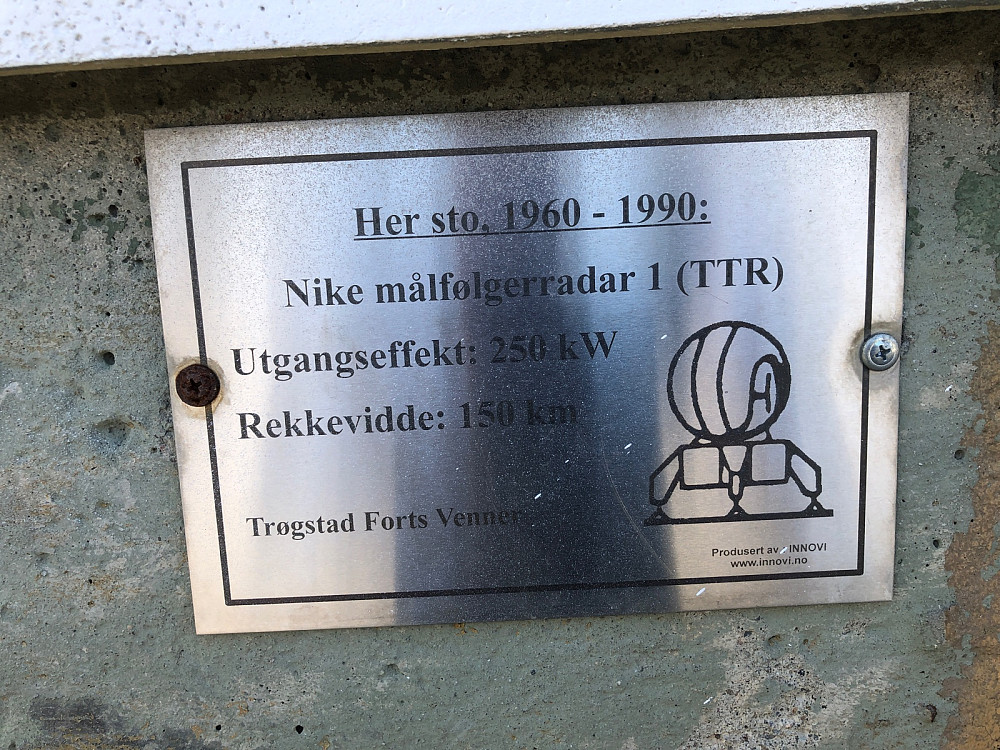 Her sto, 1960 - 1990:
Nike målfølgerradar 1 (TTR)
Utgangseffekt: 250 kW
Rekkevidde: 150 km
Trøgstad Forts Venner
Produsert av INNOVI
www.innovi.no